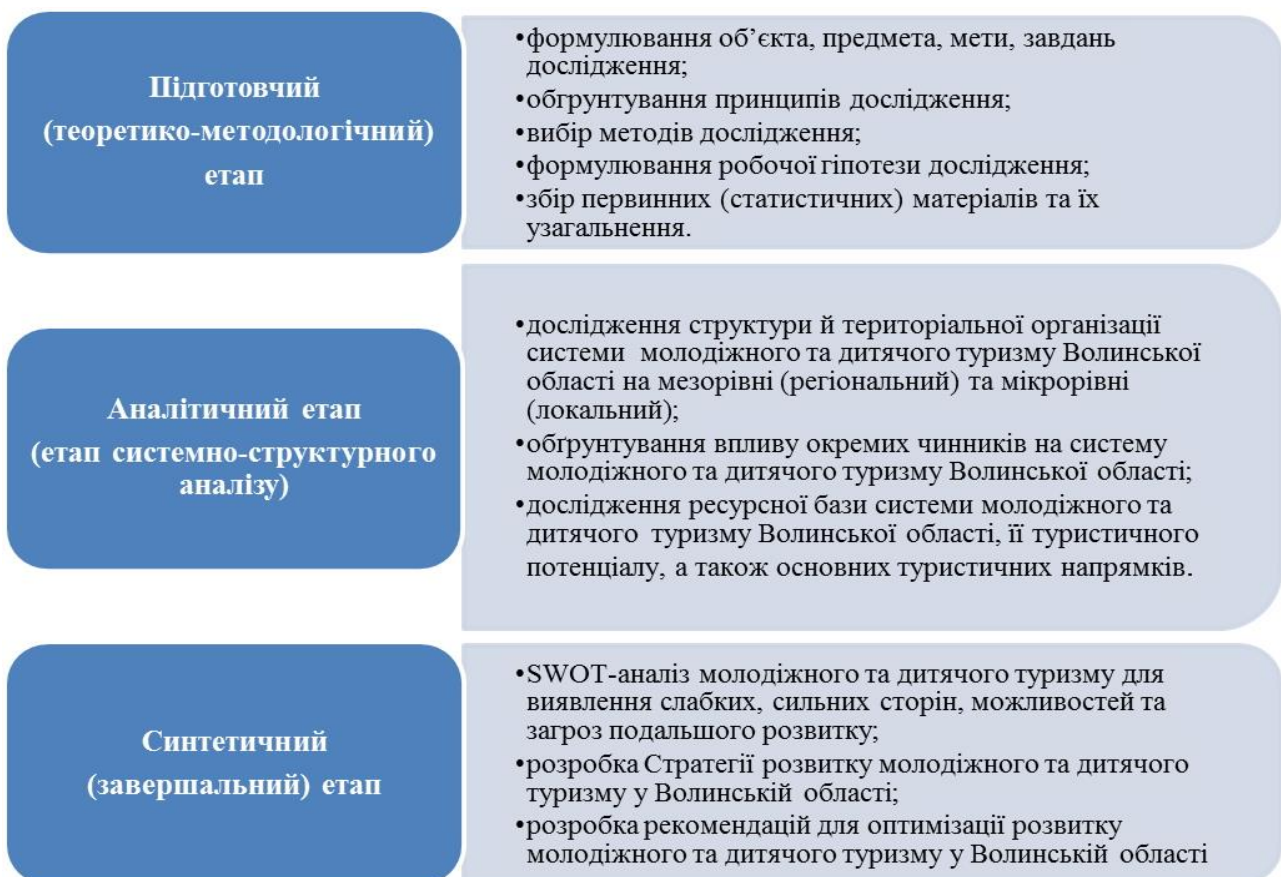 Підготовчий
(теоретико-методологічний)
етап
•формулювання об’єкта, предмета, мети, завдань
дослідження;
•обгрунтування принципів дослідження;
•вибір методів дослідження;
•формулювання робочої гіпотези дослідження;
•збір первинних (статистичних) матеріалів та їх
узагальнення.
Аналітичний етап
(етап системно-структурного
аналізу)
•дослідження структури й територіальної організації
системи молодіжного та дитячого туризму Волинської
області на мезорівні (регіональний) та мікрорівні
(локальний);
•обґрунтування впливу окремих чинників на систему
молодіжного та дитячого туризму Волинської області;
•дослідження ресурсної бази системи молодіжного та
дитячого туризму Волинської області, її туристичного
потенціалу, а також основних туристичних напрямків.
Синтетичний
(завершальний) етап
•SWOT-аналіз молодіжного та дитячого туризму для
виявлення слабких, сильних сторін, можливостей та
загроз подальшого розвитку;
•розробка Стратегії розвитку молодіжного та дитячого
туризму у Волинській області;
•розробка рекомендацій для оптимізації розвитку
молодіжного та дитячого туризму у Волинській області